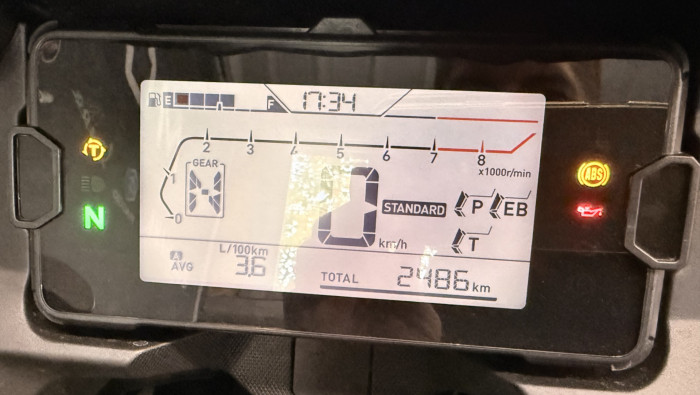 E F 17:34
2 3 4 5 6 7 8
x1000r/min
1
0
GEAR
T
ABS
N
0 km/h
STANDARD
P EB
T
A AVG
L/100km
3.6
TOTAL 2486 km